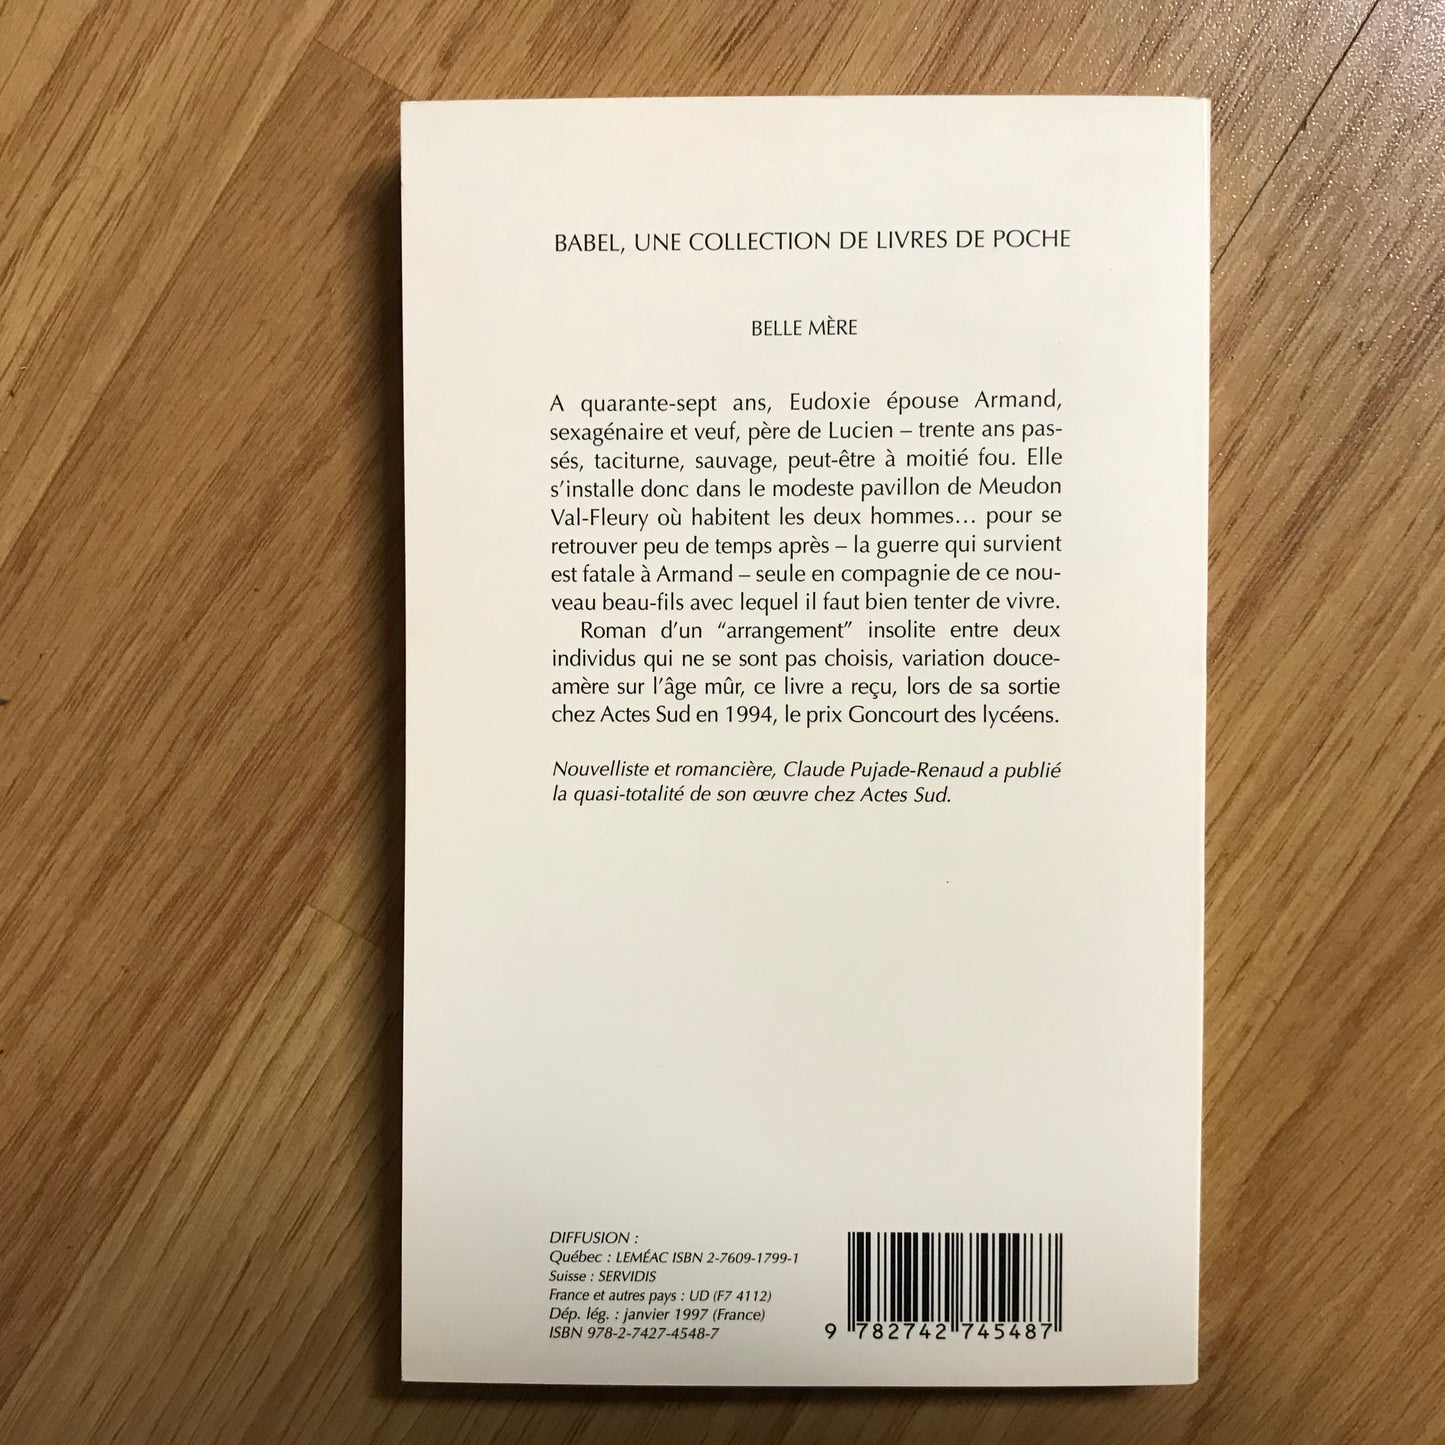 BABEL, UNE COLLECTION DE LIVRES DE POCHE
BELLE MÈRE
A quarante-sept ans, Eudoxie épouse Armand,
sexagénaire et veuf, père de Lucien – trente ans pas-
sés, taciturne, sauvage, peut-être à moitié fou. Elle
s'installe donc dans le modeste pavillon de Meudon
Val-Fleury où habitent les deux hommes... pour se
retrouver peu de temps après – la guerre qui survient
est fatale à Armand – seule en compagnie de ce nou-
veau beau-fils avec lequel il faut bien tenter de vivre.
Roman d'un “arrangement” insolite entre deux
individus qui ne se sont pas choisis, variation douce-
amère sur l'âge mûr, ce livre a reçu, lors de sa sortie
chez Actes Sud en 1994, le prix Goncourt des lycéens.
Nouvelliste et romancière, Claude Pujade-Renaud a publié
la quasi-totalité de son œuvre chez Actes Sud.
DIFFUSION :
Québec : LEMÉAC ISBN 2-7609-1799-1
Suisse : SERVIDIS
France et autres pays : UD (F7 4112)
Dép. lég. : janvier 1997 (France)
ISBN 978-2-7427-4548-7
9 782742 745487